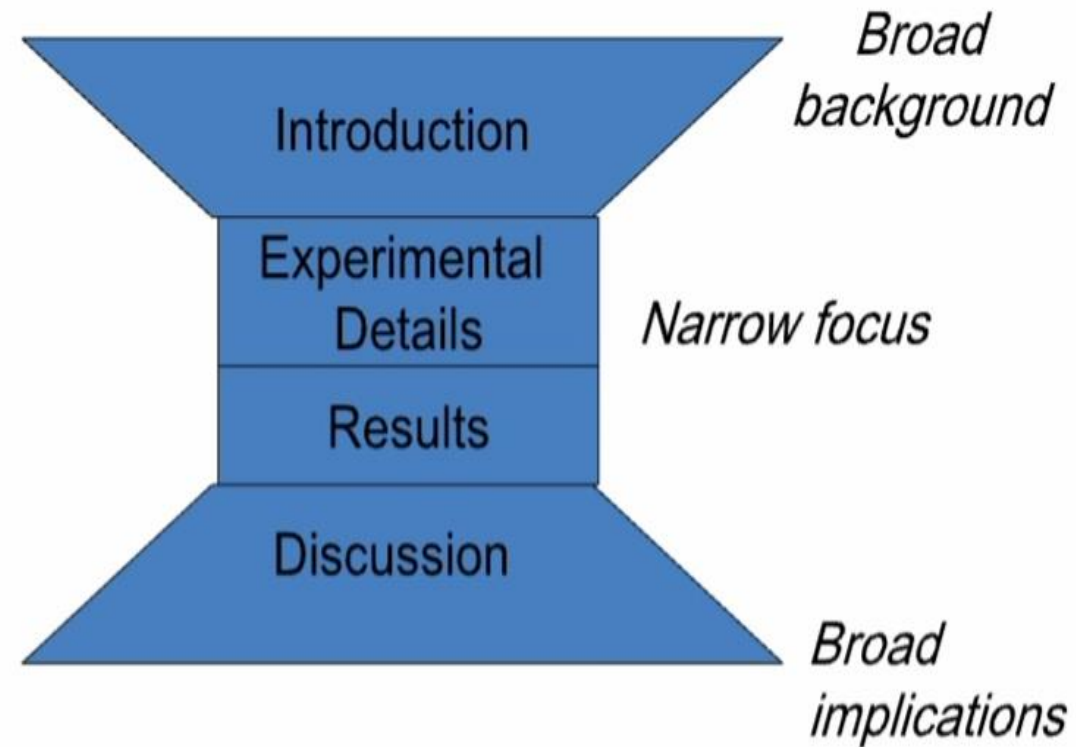 Broad
background
Introduction
Experimental
Details
Narrow focus
Results
Discussion
Broad
implications